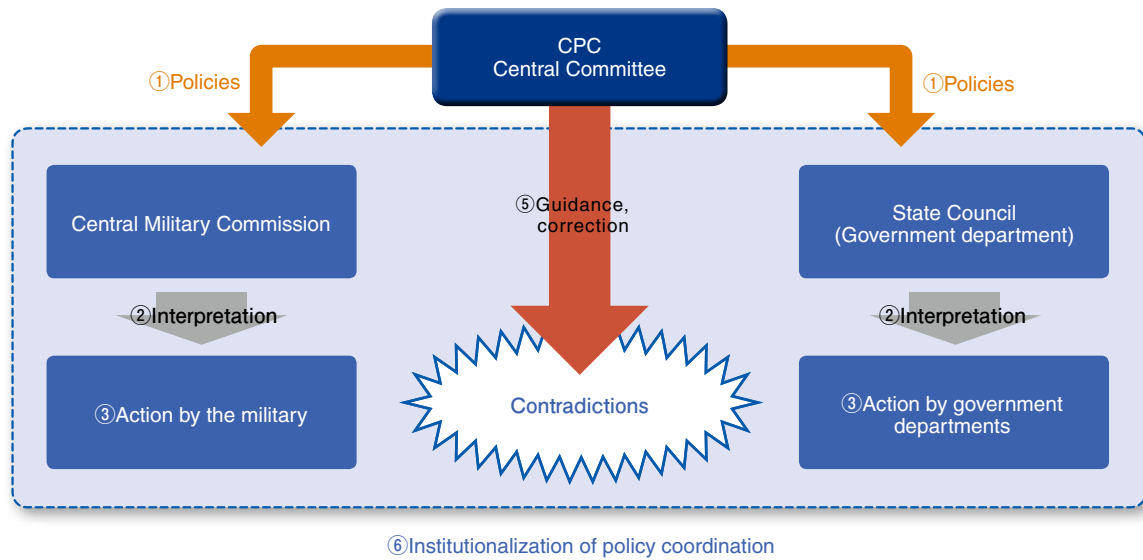 CPC
Central Committee
①Policies
①Policies
Central Military Commission
⑤Guidance,
correction
State Council
(Government department)
②Interpretation
②Interpretation
③Action by the military
Contradictions
③Action by government
departments
⑥Institutionalization of policy coordination